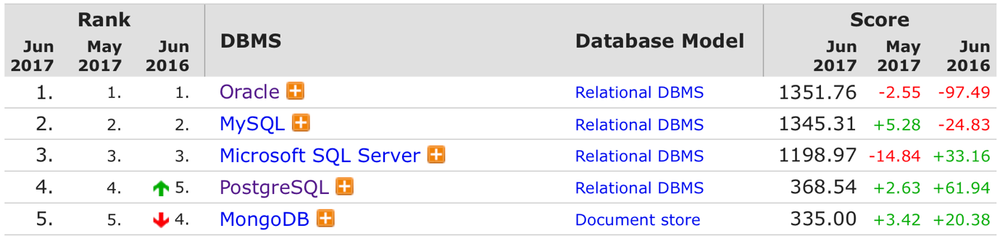 Rank Score
DBMS Database Model
Jun May Jun Jun May Jun
2017 2017 2016 2017 2017 2016
1. 1. 1. Oracle Relational DBMS 1351.76 -2.55 -97.49
2. 2. 2. MySQL Relational DBMS 1345.31 +5.28 -24.83
3. 3. 3. Microsoft SQL Server Relational DBMS 1198.97 -14.84 +33.16
4. 4. 5. PostgreSQL Relational DBMS 368.54 +2.63 +61.94
5. 5. 4. MongoDB Document store 335.00 +3.42 +20.38